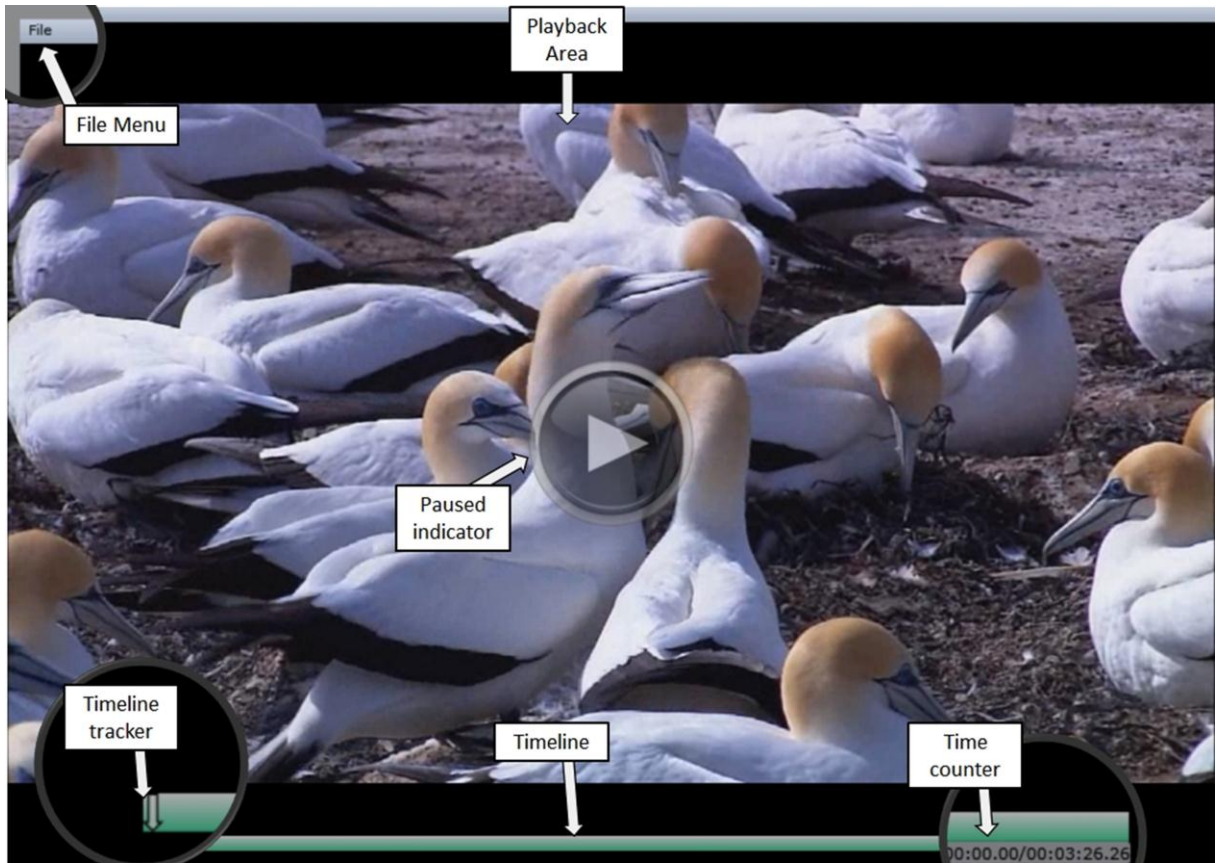 File
Playback
Area
File Menu
Paused
indicator
Timeline
tracker
Timeline
Time
counter
00:00.00/00:03:26.26